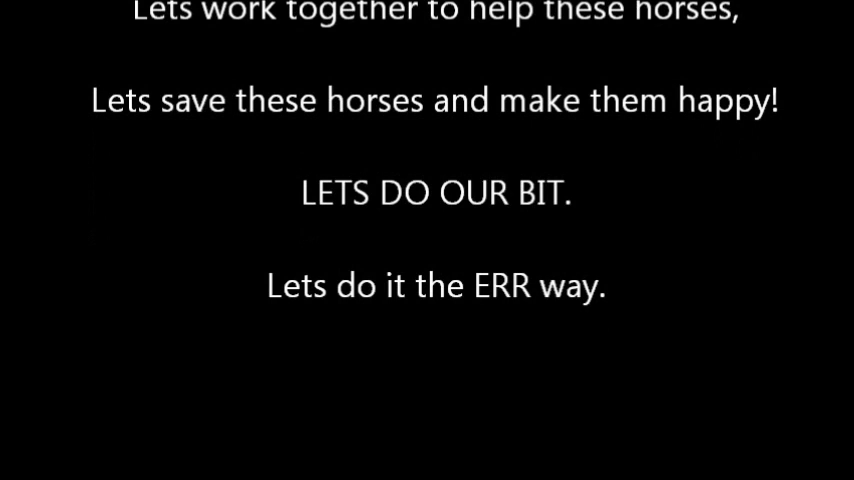 Lets work together to help these horses,
Lets save these horses and make them happy!
LETS DO OUR BIT.
Lets do it the ERR way.